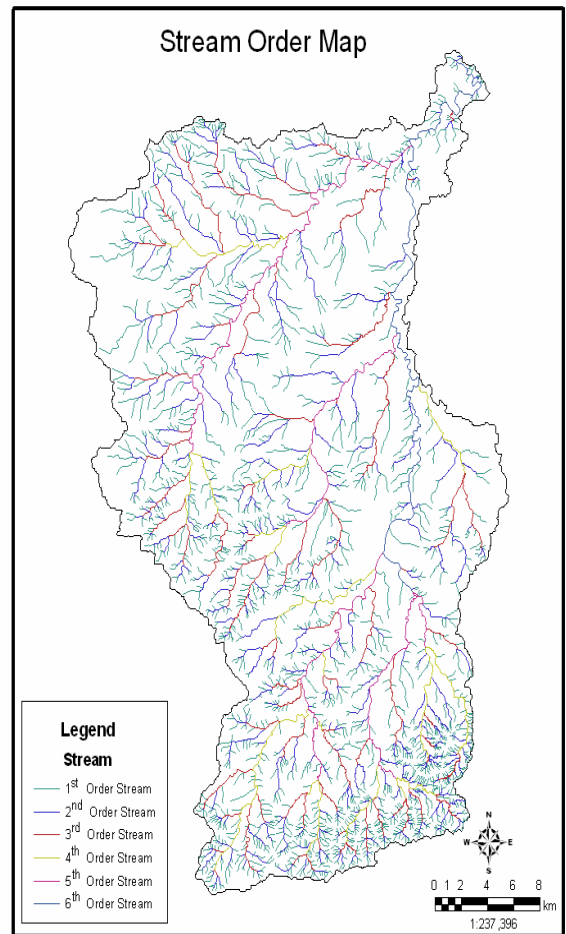 Stream Order Map
Legend
Stream
1st Order Stream
2nd Order Stream
3rd Order Stream
4th Order Stream
5th Order Stream
6th Order Stream
N
W E
S
0 1 2 4 6 8
km
1:237,396